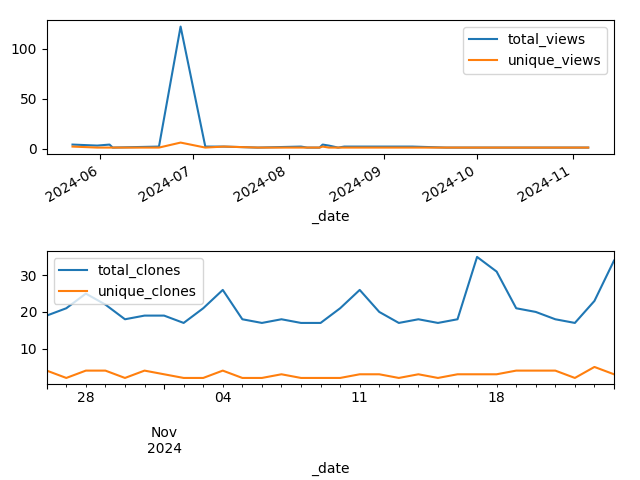 total_views
unique_views
100
50
0
2024-06
2024-07
2024-08
2024-09
2024-10
2024-11
_date
total_clones
unique_clones
30
20
10
28
04
11
18
Nov
2024
_date